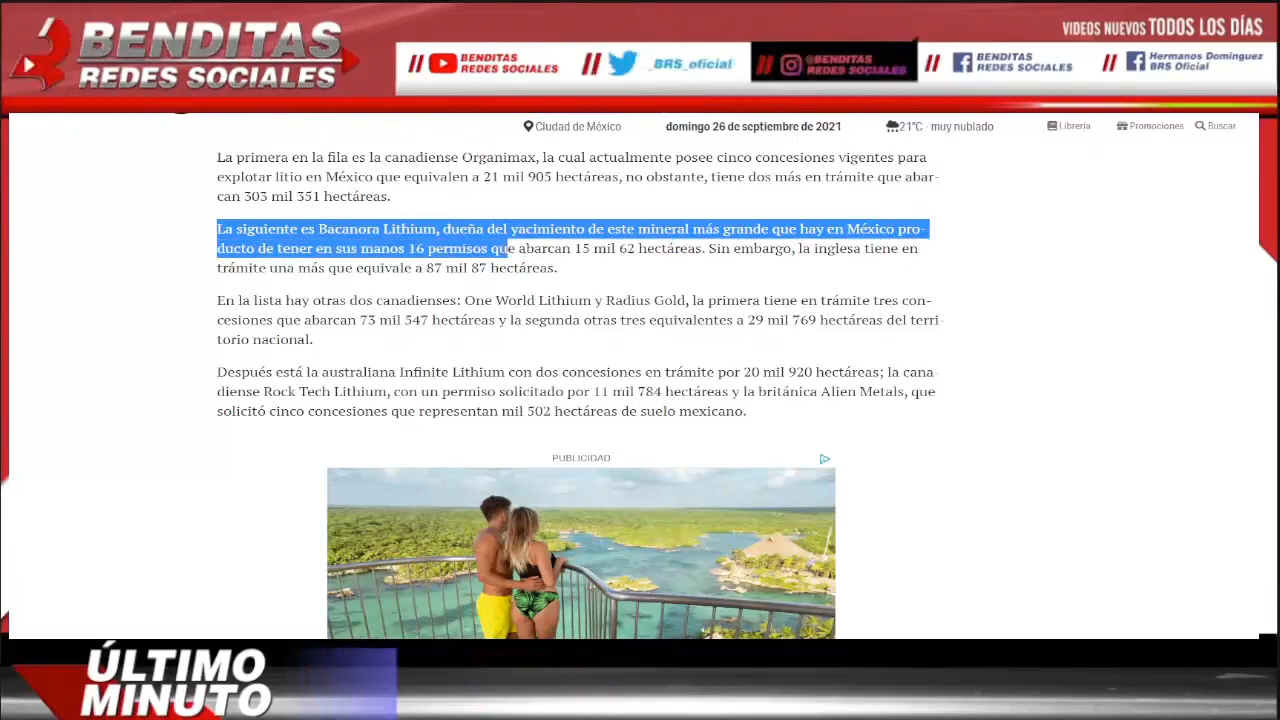 BENDITAS
REDES SOCIALES
VIDEOS NUEVOS TODOS LOS DÍAS
// BENDITAS
REDES SOCIALES
// _BRS_oficial
// @BENDITAS
REDES SOCIALES
// BENDITAS
REDES SOCIALES
// Hermanos Dominguez
BRS Oficial
Ciudad de México
domingo 26 de septiembre de 2021
21°C - muy nublado
Librería
Promociones
Buscar
La primera en la fila es la canadiense Organimax, la cual actualmente posee cinco concesiones vigentes para
explotar litio en México que equivalen a 21 mil 905 hectáreas, no obstante, tiene dos más en trámite que abar-
can 303 mil 351 hectáreas.
La siguiente es Bacanora Lithium, dueña del yacimiento de este mineral más grande que hay en México pro-
ducto de tener en sus manos 16 permisos que abarcan 15 mil 62 hectáreas. Sin embargo, la inglesa tiene en
trámite una más que equivale a 87 mil 87 hectáreas.
En la lista hay otras dos canadienses: One World Lithium y Radius Gold, la primera tiene en trámite tres con-
cesiones que abarcan 73 mil 547 hectáreas y la segunda otras tres equivalentes a 29 mil 769 hectáreas del terri-
torio nacional.
Después está la australiana Infinite Lithium con dos concesiones en trámite por 20 mil 920 hectáreas; la cana-
diense Rock Tech Lithium, con un permiso solicitado por 11 mil 784 hectáreas y la británica Alien Metals, que
solicitó cinco concesiones que representan mil 502 hectáreas de suelo mexicano.
PUBLICIDAD
ÚLTIMO
MINUTO